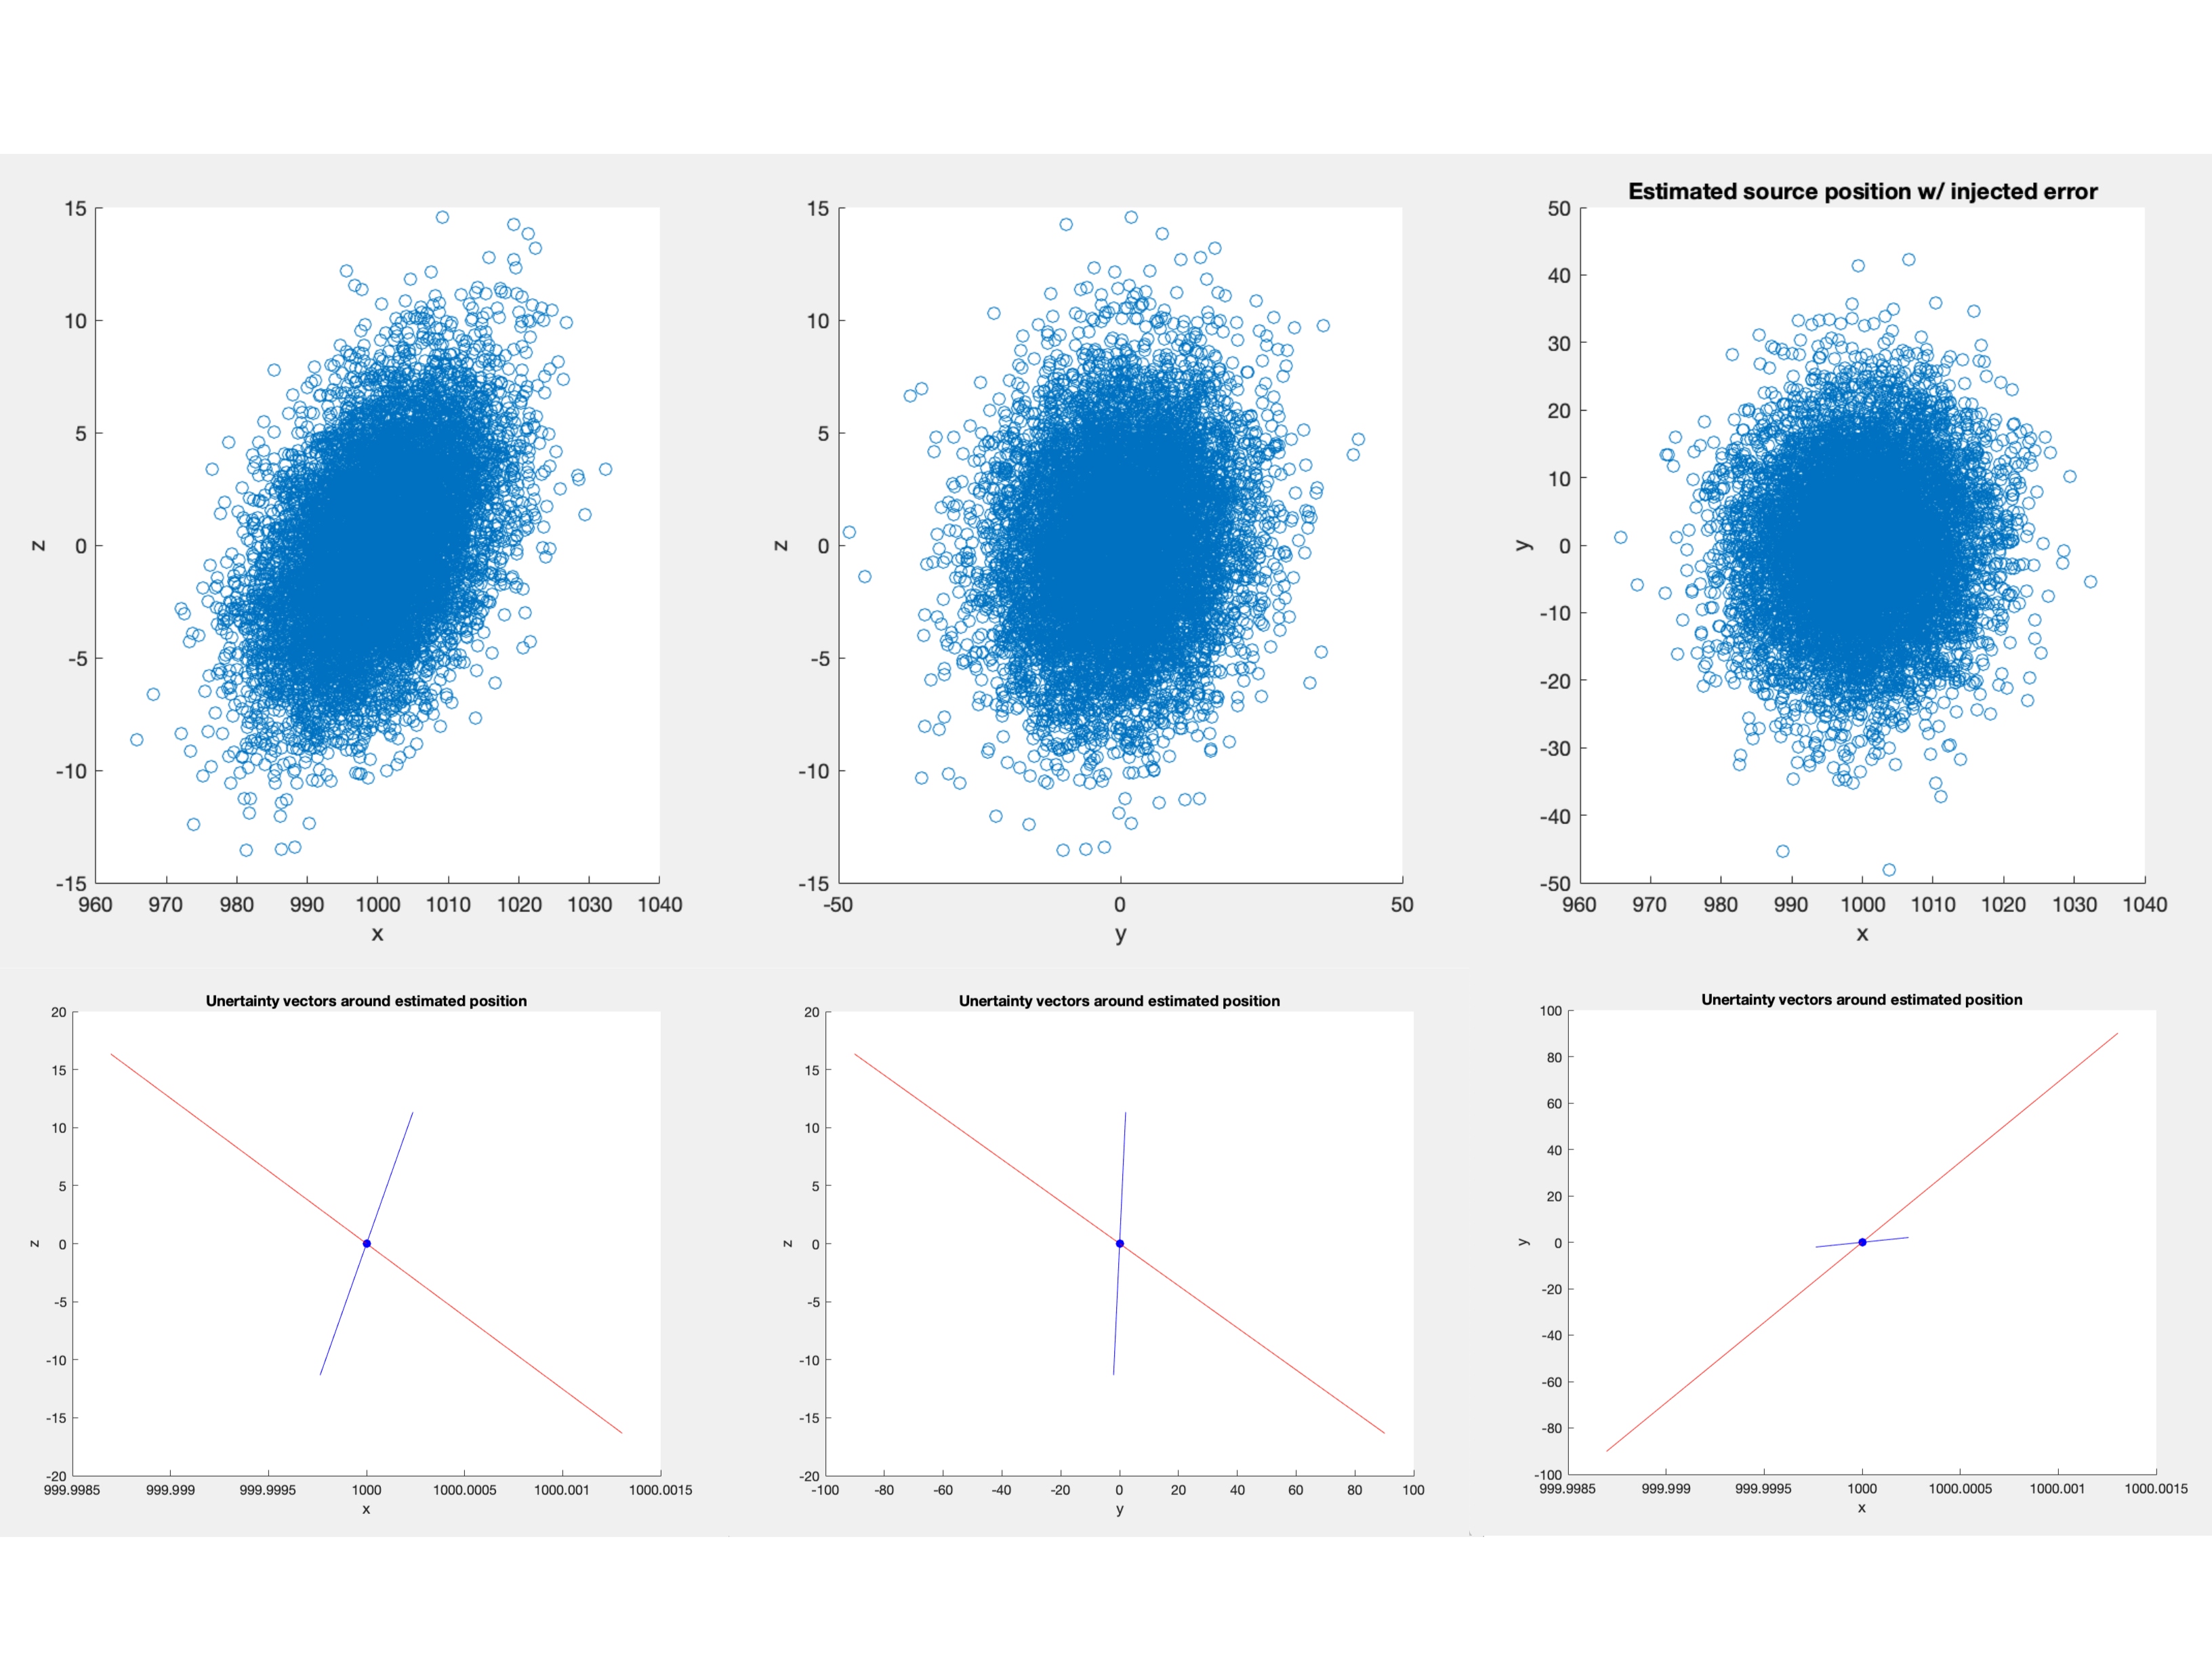 Estimated source position w/ injected error
15
10
5
0
-5
-10
-15
z
960 970 980 990 1000 1010 1020 1030 1040
x
15
10
5
0
-5
-10
-15
z
-50 0 50
y
50
40
30
20
10
0
-10
-20
-30
-40
-50
y
960 970 980 990 1000 1010 1020 1030 1040
x
Unertainty vectors around estimated position
20
15
10
5
0
-5
-10
-15
-20
z
999.9985 999.999 999.9995 1000 1000.0005 1000.001 1000.0015
x
Unertainty vectors around estimated position
20
15
10
5
0
-5
-10
-15
-20
z
-100 -80 -60 -40 -20 0 20 40 60 80 100
y
Unertainty vectors around estimated position
100
80
60
40
20
0
-20
-40
-60
-80
-100
y
999.9985 999.999 999.9995 1000 1000.0005 1000.001 1000.0015
x